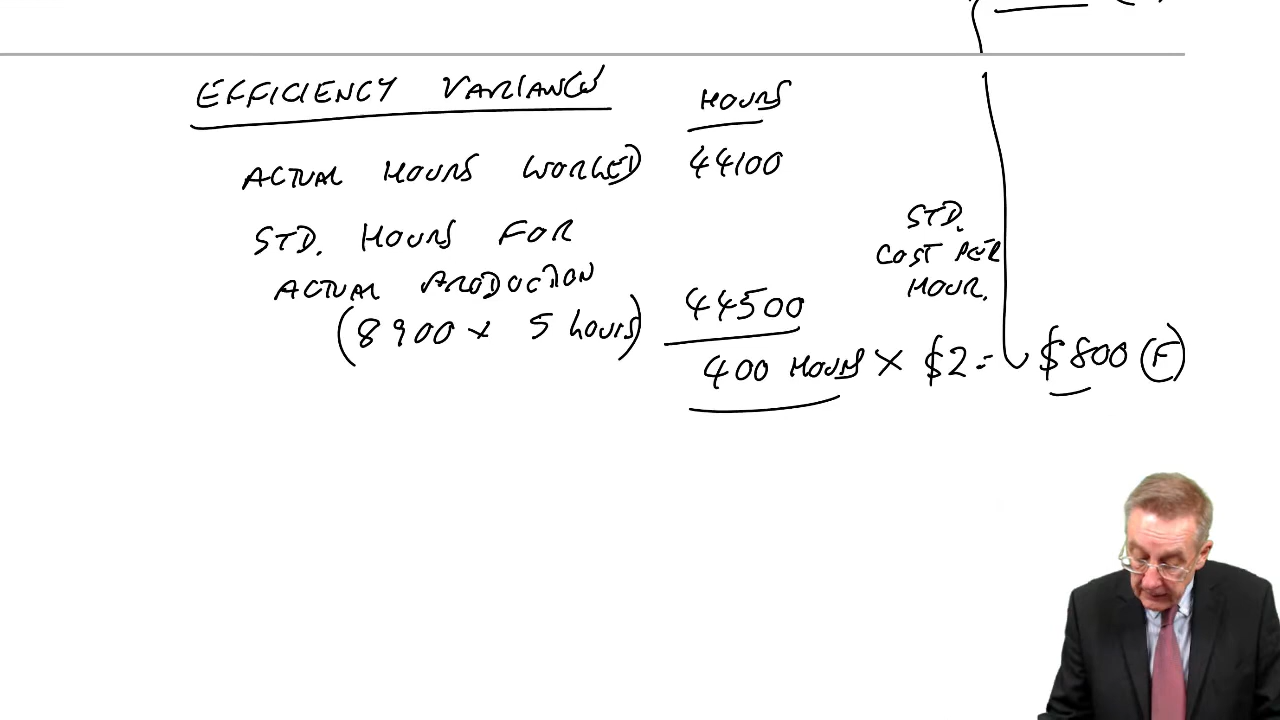 EFFICIENCY VARIANCE HOURS
ACTUAL HOURS WORKED 44100
STD. HOURS FOR
ACTUAL PRODUCTION
(8900 x 5 hours) 44500
STD.
COST PER
HOUR.
400 HOURS x $2 = $800 (F)